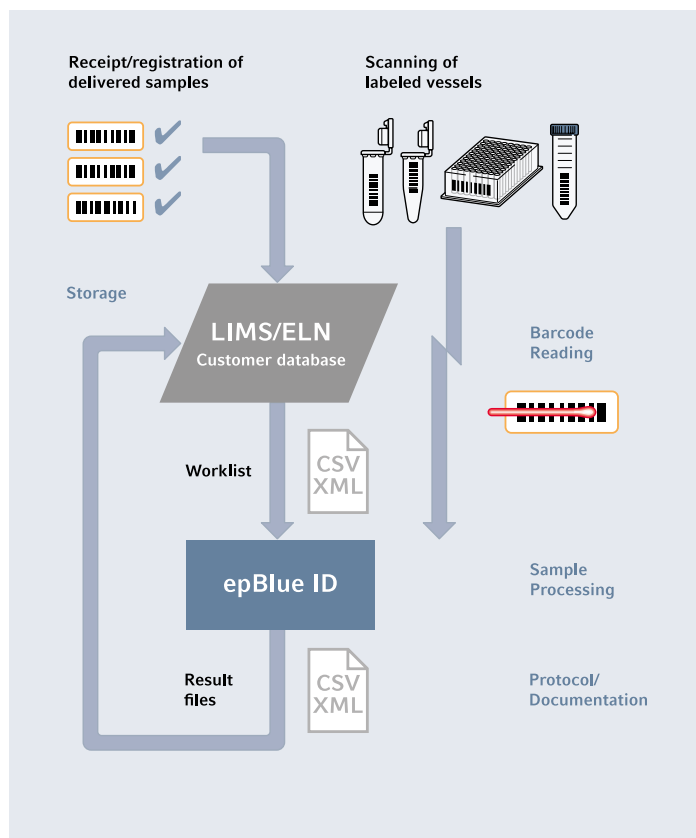 Receipt/registration of
delivered samples
Scanning of
labeled vessels
Storage
LIMS/ELN
Customer database
Barcode
Reading
Worklist
CSV
XML
epBlue ID
Sample
Processing
Result
files
CSV
XML
Protocol/
Documentation